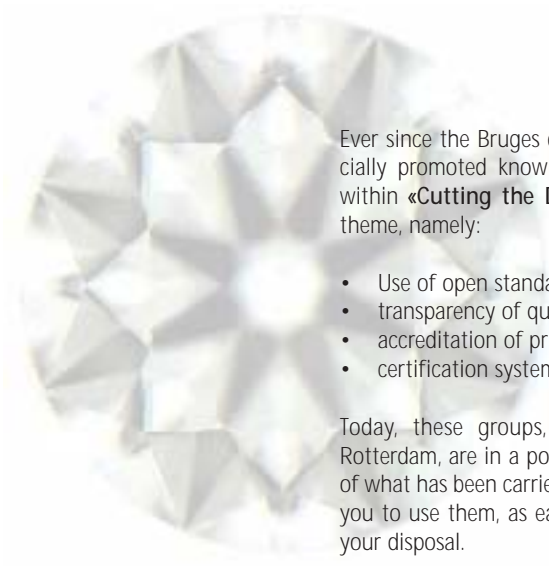 Ever since the Bruges
cially promoted know
within «Cutting the
theme, namely:
• Use of open standa
• transparency of qu
• accreditation of pr
• certification system
Today, these groups,
Rotterdam, are in a po
of what has been carrie
you to use them, as ea
your disposal.